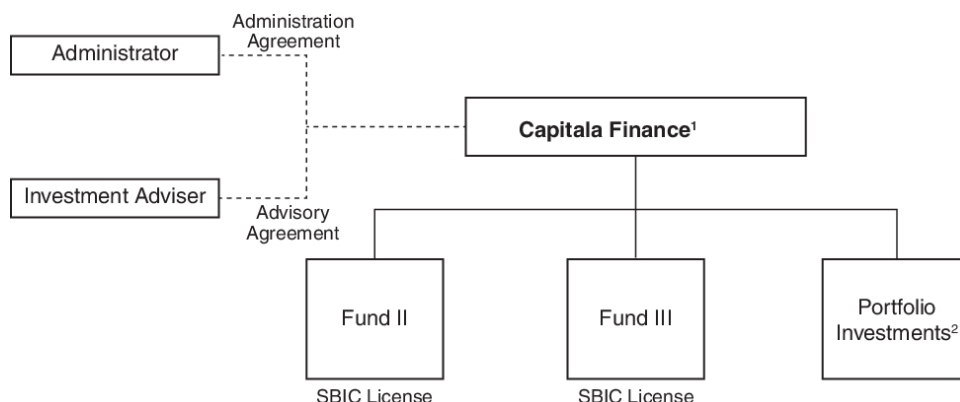 Administration
Agreement
Administrator
Capitala Finance¹
Investment Adviser
Advisory
Agreement
Fund II
Fund III
Portfolio
Investments²
SBIC License
SBIC License